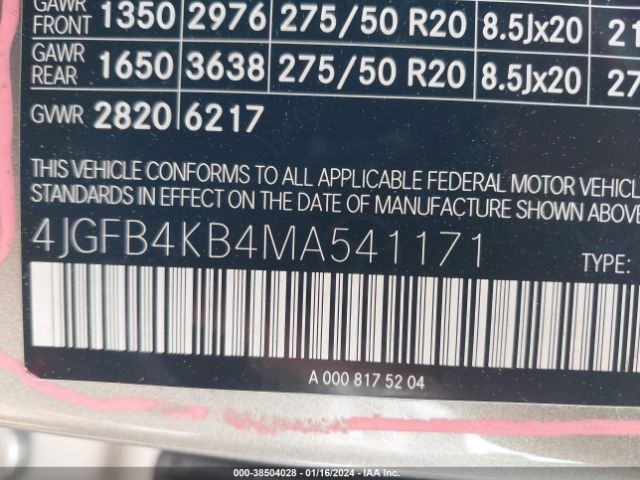 GAWR FRONT 1350 2976 275/50 R20 8.5Jx20 21
GAWR REAR 1650 3638 275/50 R20 8.5Jx20 27
GVWR 2820 6217
THIS VEHICLE CONFORMS TO ALL APPLICABLE FEDERAL MOTOR VEHICL
STANDARDS IN EFFECT ON THE DATE OF MANUFACTURE SHOWN ABOVE
4JGFB4KB4MA541171 TYPE:
A 000 817 52 04
000-38504028 - 01/16/2024 - IAA Inc.